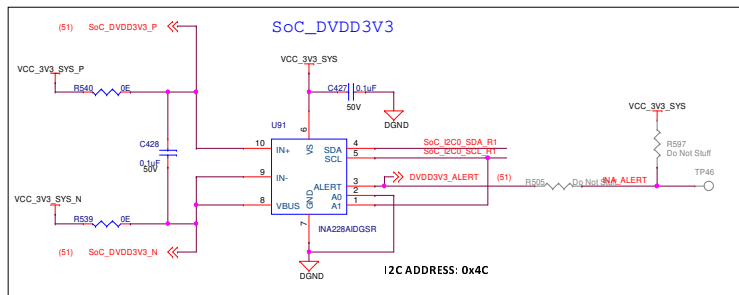 SoC_DVDD3V3
(51) SoC_DVDD3V3_P
VCC_3V3_SYS
VCC_3V3_SYS_P
R540 0E
C427 0.1uF
50V
DGND
VCC_3V3_SYS
R597
Do Not Stuff
C428
0.1uF
50V
U91
6
VS
10 IN+
SDA 4 SoC_I2C0_SDA_R1
SCL 5 SoC_I2C0_SCL_R1
9 IN-
ALERT 3 DVDD3V3_ALERT (51)
R505 Do Not Stuff INA_ALERT
TP46
A0 2
8 VBUS
A1 1
GND
7
INA228AIDGSR
VCC_3V3_SYS_N
R539 0E
(51) SoC_DVDD3V3_N
DGND
I2C ADDRESS: 0x4C